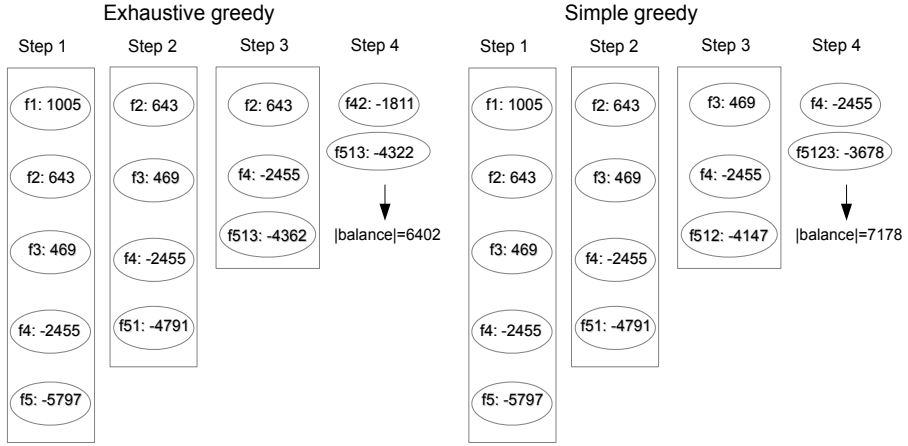 Exhaustive greedy
Step 1
Step 2
Step 3
Step 4
f1: 1005
f2: 643
f3: 469
f4: -2455
f5: -5797
f2: 643
f3: 469
f4: -2455
f51: -4791
f2: 643
f4: -2455
f513: -4362
f42: -1811
f513: -4322
|balance|=6402
Simple greedy
Step 1
Step 2
Step 3
Step 4
f1: 1005
f2: 643
f3: 469
f4: -2455
f5: -5797
f2: 643
f3: 469
f4: -2455
f51: -4791
f3: 469
f4: -2455
f512: -4147
f4: -2455
f5123: -3678
|balance|=7178